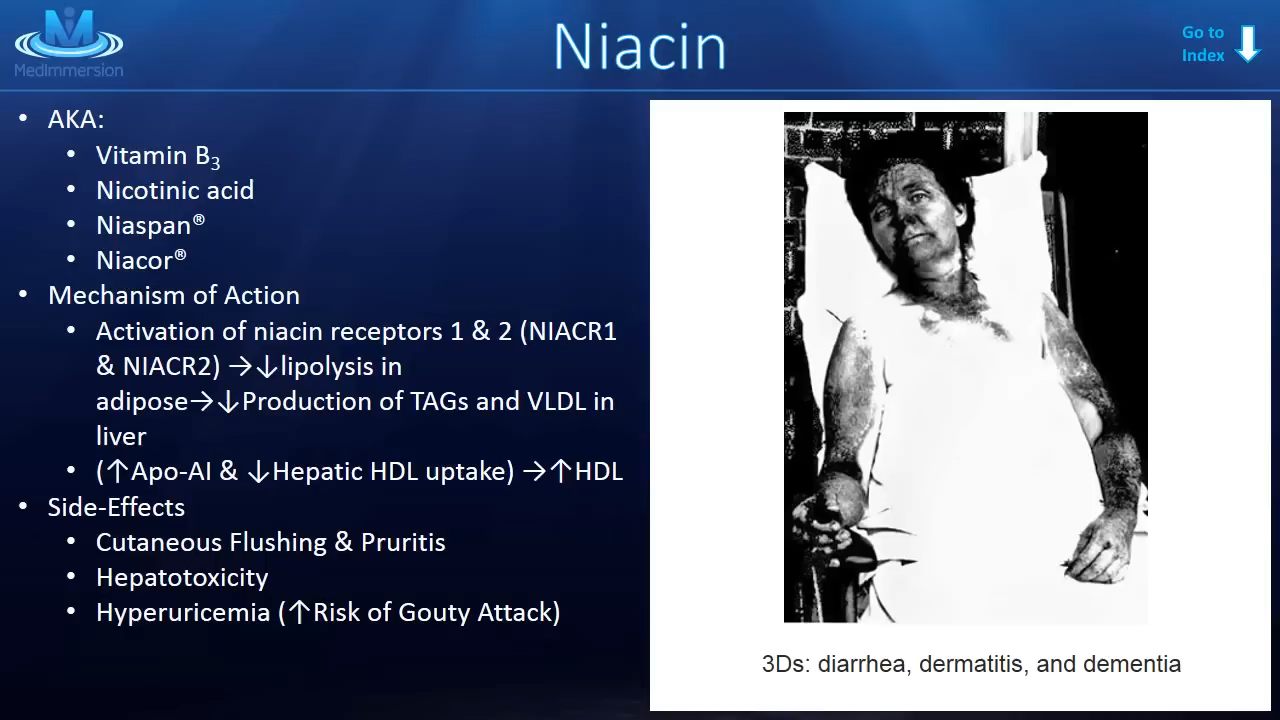 MedImmersion
Niacin
Go to
Index
• AKA:
• Vitamin B₃
• Nicotinic acid
• Niaspan®
• Niacor®
• Mechanism of Action
• Activation of niacin receptors 1 & 2 (NIACR1
& NIACR2) →↓lipolysis in
adipose→↓Production of TAGs and VLDL in
liver
• (↑Apo-AI & ↓Hepatic HDL uptake) →↑HDL
• Side-Effects
• Cutaneous Flushing & Pruritis
• Hepatotoxicity
• Hyperuricemia (↑Risk of Gouty Attack)
3Ds: diarrhea, dermatitis, and dementia